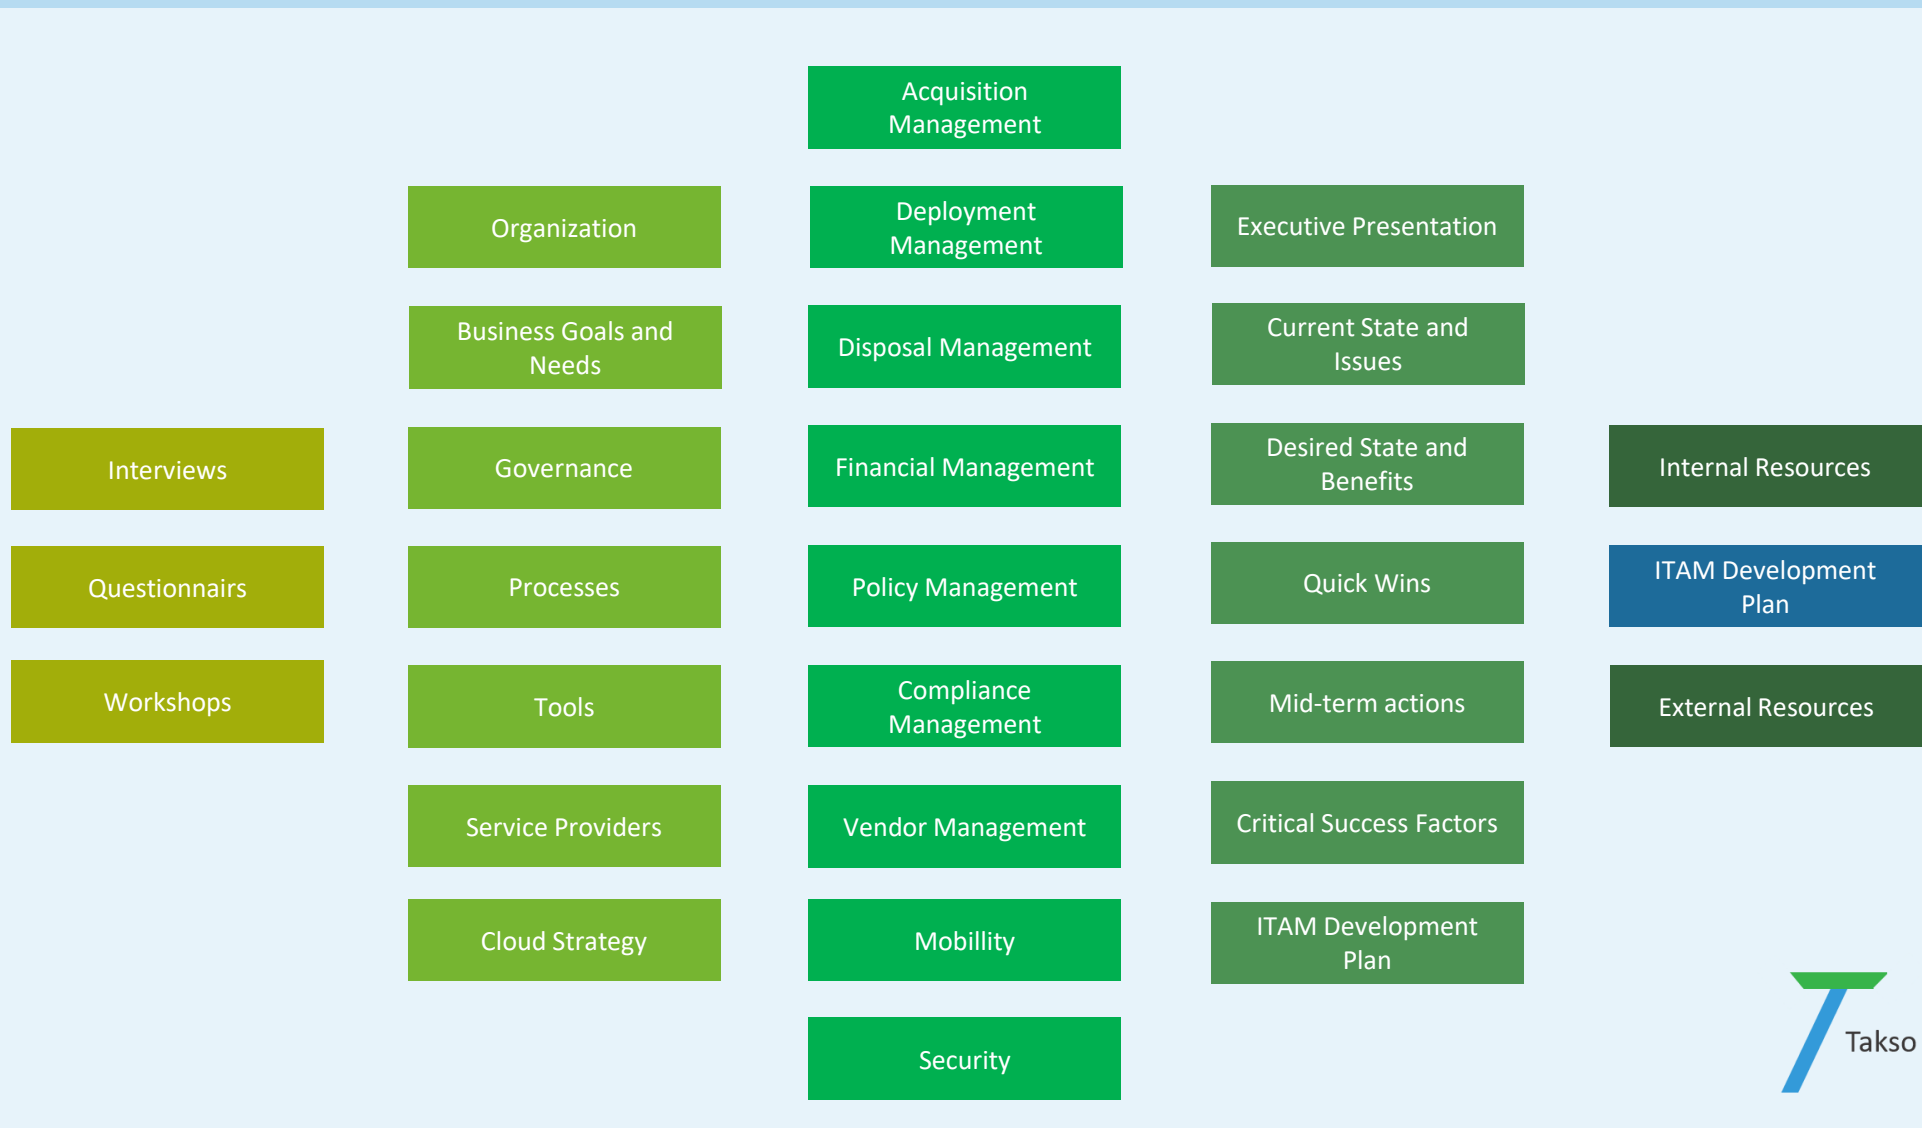 Interviews
Questionnairs
Workshops
Organization
Business Goals and
Needs
Governance
Processes
Tools
Service Providers
Cloud Strategy
Acquisition
Management
Deployment
Management
Disposal Management
Financial Management
Policy Management
Compliance
Management
Vendor Management
Mobillity
Security
Executive Presentation
Current State and
Issues
Desired State and
Benefits
Quick Wins
Mid-term actions
Critical Success Factors
ITAM Development
Plan
Internal Resources
ITAM Development
Plan
External Resources
Takso